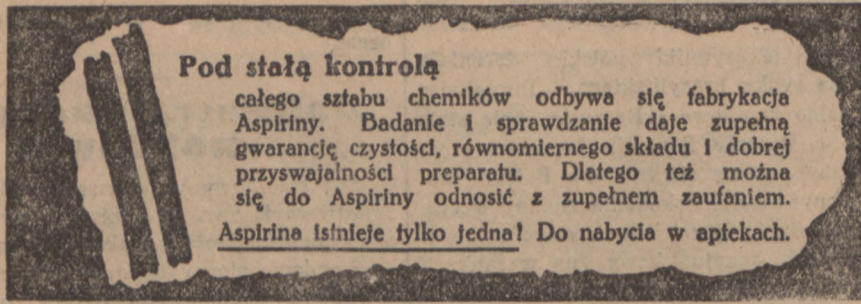 Pod stałą kontrolą
całego sztabu chemików odbywa się fabrykacja
Aspiriny. Badanie i sprawdzanie daje zupełną
gwarancję czystości, równomiernego składu i dobrej
przyswajalności preparatu. Dlatego też można
się do Aspiriny odnosić z zupełnem zaufaniem.
Aspirina istnieje tylko jedna! Do nabycia w aptekach.